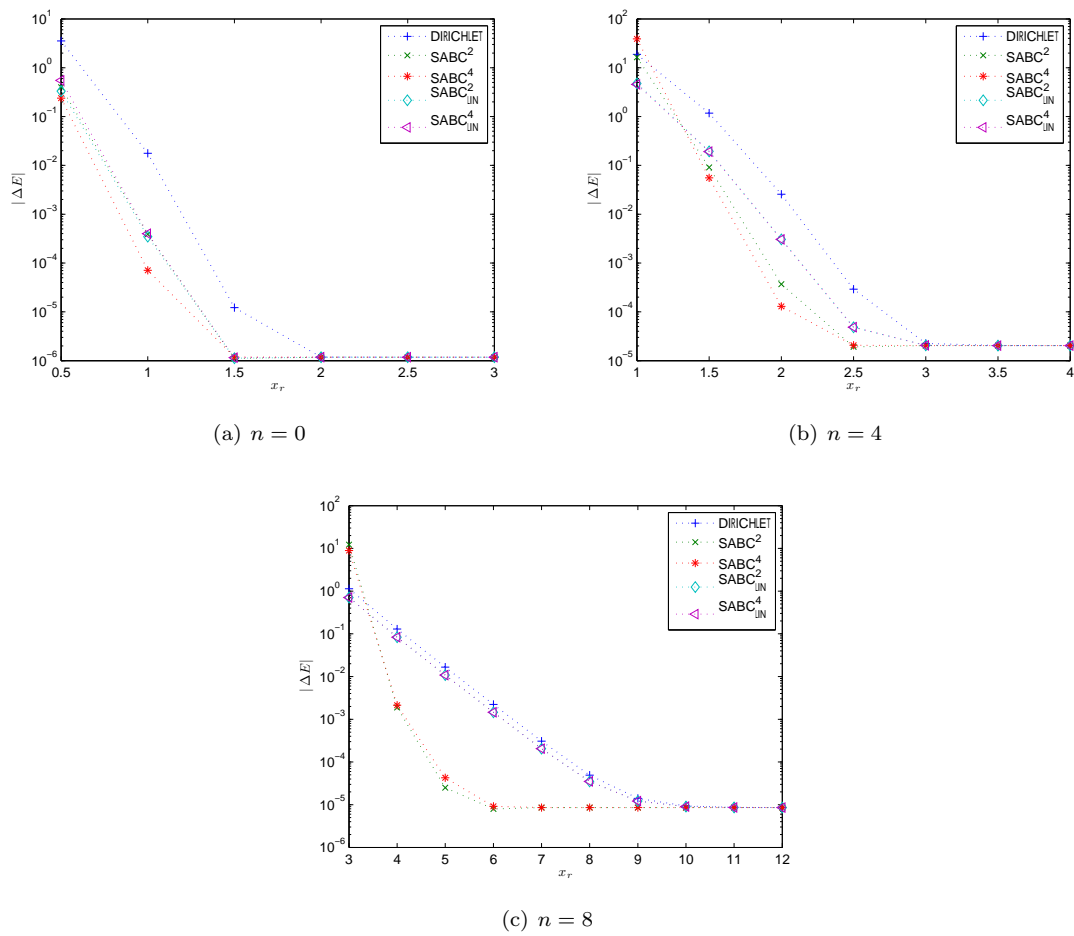 10^1
10^0
10^-1
10^-2
10^-3
10^-4
10^-5
10^-6
|ΔE|
0.5 1 1.5 2 2.5 3
x_r
DIRICHLET
SABC^2
SABC^4
SABC^2_LIN
SABC^4_LIN
(a) n = 0
10^2
10^1
10^0
10^-1
10^-2
10^-3
10^-4
10^-5
|ΔE|
1 1.5 2 2.5 3 3.5 4
x_r
DIRICHLET
SABC^2
SABC^4
SABC^2_LIN
SABC^4_LIN
(b) n = 4
10^2
10^1
10^0
10^-1
10^-2
10^-3
10^-4
10^-5
10^-6
|ΔE|
3 4 5 6 7 8 9 10 11 12
x_r
DIRICHLET
SABC^2
SABC^4
SABC^2_LIN
SABC^4_LIN
(c) n = 8